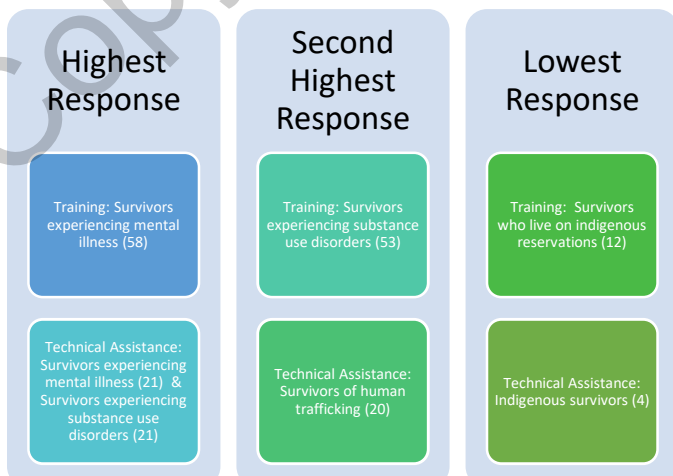 Highest
Response
Training: Survivors
experiencing mental
illness (58)
Technical Assistance:
Survivors experiencing
mental illness (21) &
Survivors experiencing
substance use
disorders (21)
Second
Highest
Response
Training: Survivors
experiencing substance
use disorders (53)
Technical Assistance:
Survivors of human
trafficking (20)
Lowest
Response
Training: Survivors
who live on indigenous
reservations (12)
Technical Assistance:
Indigenous survivors (4)